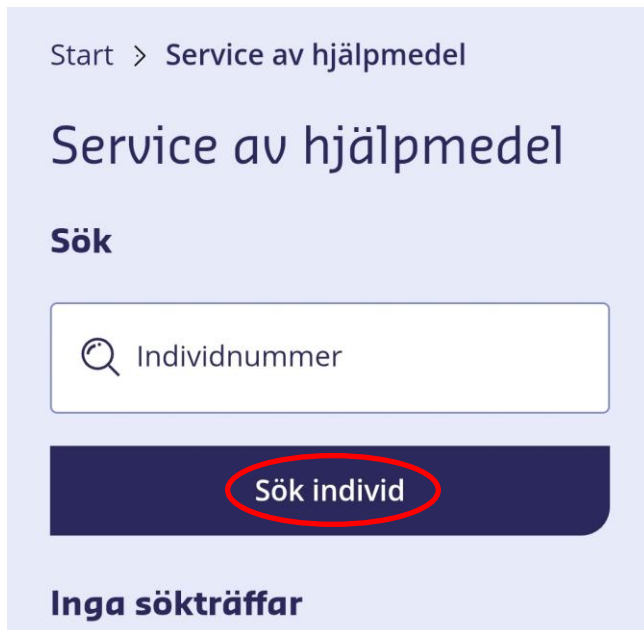 Start > Service av hjälpmedel
Service av hjälpmedel
Sök
Individnummer
Sök individ
Inga sökträffar